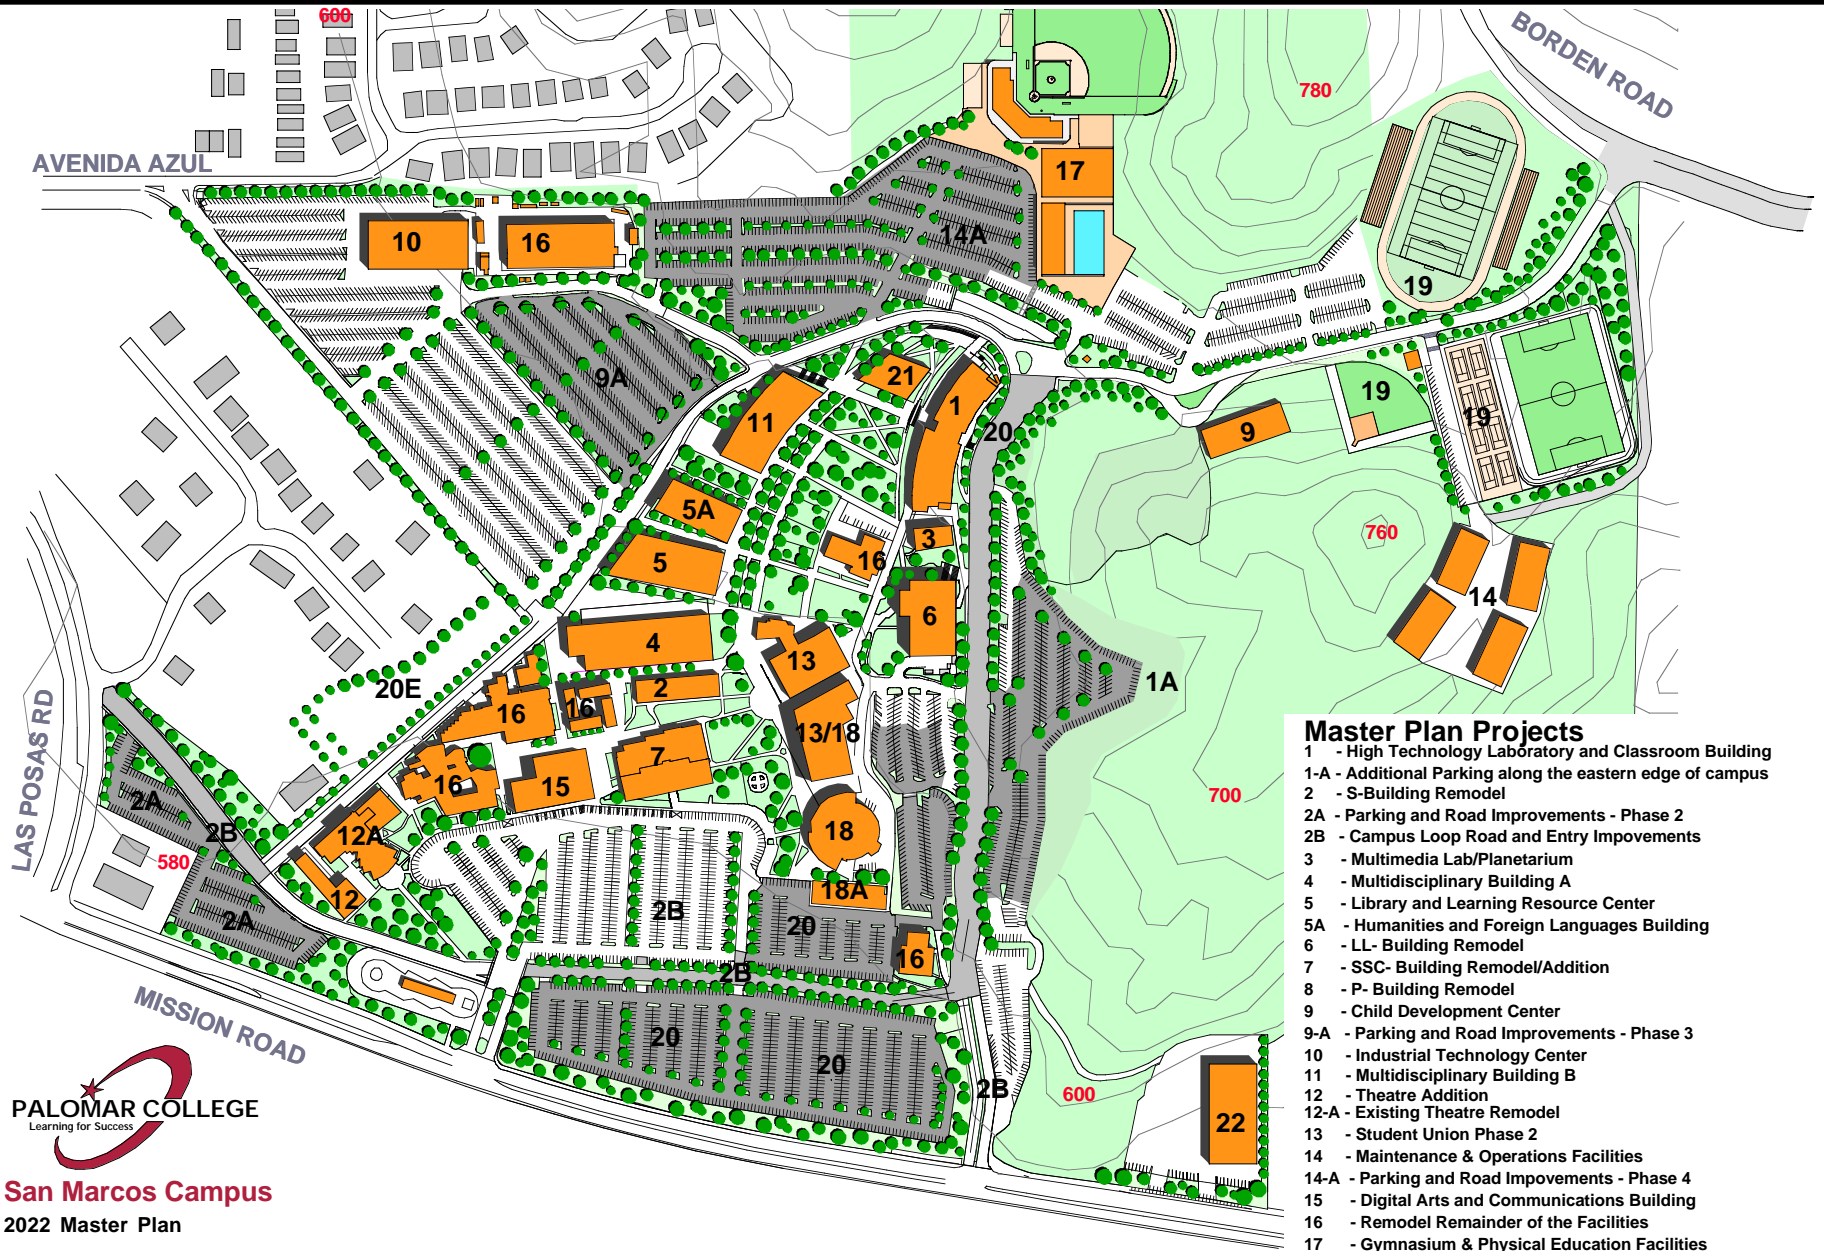 600
BORDEN ROAD
780
AVENIDA AZUL
17
10
16
14A
19
9A
21
11
1
20
19
19
9
5A
3
760
5
16
14
6
4
13
1A
20E
2
16
16
13/18
7
LAS POSAS RD
16
15
700
2A
2B
12A
18
580
18A
12
2B
2A
20
16
2B
MISSION ROAD
20
20
2B
600
22
Master Plan Projects
1 - High Technology Laboratory and Classroom Building
1-A - Additional Parking along the eastern edge of campus
2 - S-Building Remodel
2A - Parking and Road Improvements - Phase 2
2B - Campus Loop Road and Entry Impovements
3 - Multimedia Lab/Planetarium
4 - Multidisciplinary Building A
5 - Library and Learning Resource Center
5A - Humanities and Foreign Languages Building
6 - LL- Building Remodel
7 - SSC- Building Remodel/Addition
8 - P- Building Remodel
9 - Child Development Center
9-A - Parking and Road Improvements - Phase 3
10 - Industrial Technology Center
11 - Multidisciplinary Building B
12 - Theatre Addition
12-A - Existing Theatre Remodel
13 - Student Union Phase 2
14 - Maintenance & Operations Facilities
14-A - Parking and Road Impovements - Phase 4
15 - Digital Arts and Communications Building
16 - Remodel Remainder of the Facilities
17 - Gymnasium & Physical Education Facilities
PALOMAR COLLEGE
Learning for Success
San Marcos Campus
2022 Master Plan